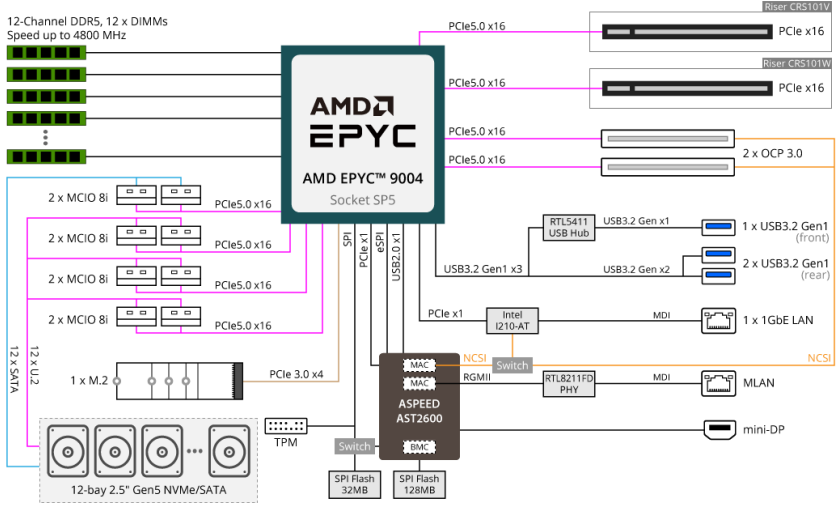 12-Channel DDR5, 12 x DIMMs
Speed up to 4800 MHz
Riser CRS101V
PCIe5.0 x16
PCIe x16
Riser CRS101W
PCIe5.0 x16
PCIe x16
AMD
EPYC
AMD EPYC™ 9004
Socket SP5
PCIe5.0 x16
PCIe5.0 x16
2 x OCP 3.0
2 x MCIO 8i
PCIe5.0 x16
2 x MCIO 8i
PCIe5.0 x16
2 x MCIO 8i
PCIe5.0 x16
2 x MCIO 8i
PCIe5.0 x16
SPI
PCIe x1
eSPI
USB2.0 x1
RTL5411
USB Hub
USB3.2 Gen x1
1 x USB3.2 Gen1
(front)
USB3.2 Gen1 x3
USB3.2 Gen x2
2 x USB3.2 Gen1
(rear)
PCIe x1
Intel
I210-AT
MDI
1 x 1GbE LAN
12 x SATA
12 x U.2
1 x M.2
PCIe 3.0 x4
MAC
NCSI
Switch
NCSI
MAC
RGMII
RTL8211FD
PHY
MDI
MLAN
ASPEED
AST2600
TPM
mini-DP
Switch
BMC
12-bay 2.5" Gen5 NVMe/SATA
SPI Flash
32MB
SPI Flash
128MB